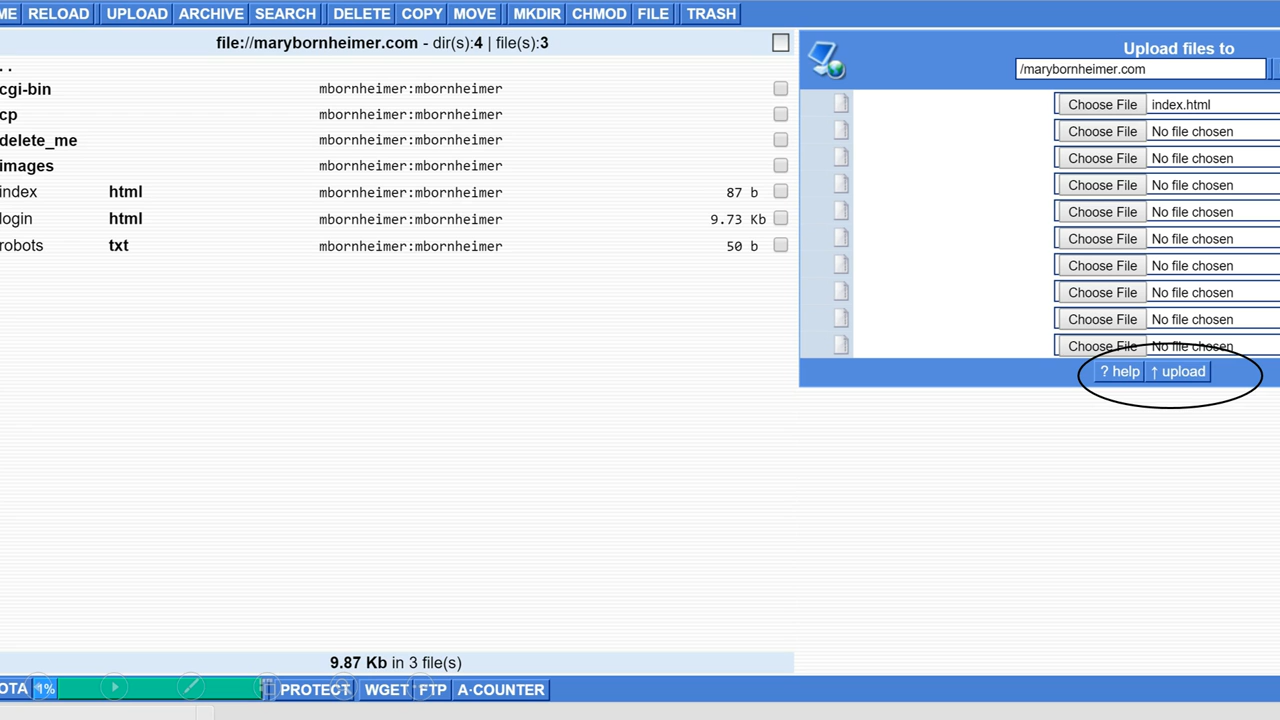 ME RELOAD UPLOAD ARCHIVE SEARCH DELETE COPY MOVE MKDIR CHMOD FILE TRASH
file://marybornheimer.com - dir(s):4 | file(s):3
. .
cgi-bin mbornheimer:mbornheimer
cp mbornheimer:mbornheimer
delete_me mbornheimer:mbornheimer
images mbornheimer:mbornheimer
index html mbornheimer:mbornheimer 87 b
login html mbornheimer:mbornheimer 9.73 Kb
robots txt mbornheimer:mbornheimer 50 b
Upload files to
/marybornheimer.com
Choose File index.html
Choose File No file chosen
Choose File No file chosen
Choose File No file chosen
Choose File No file chosen
Choose File No file chosen
Choose File No file chosen
Choose File No file chosen
Choose File No file chosen
Choose File No file chosen
? help ↑ upload
9.87 Kb in 3 file(s)
OTA 1% PROTECT WGET FTP A·COUNTER